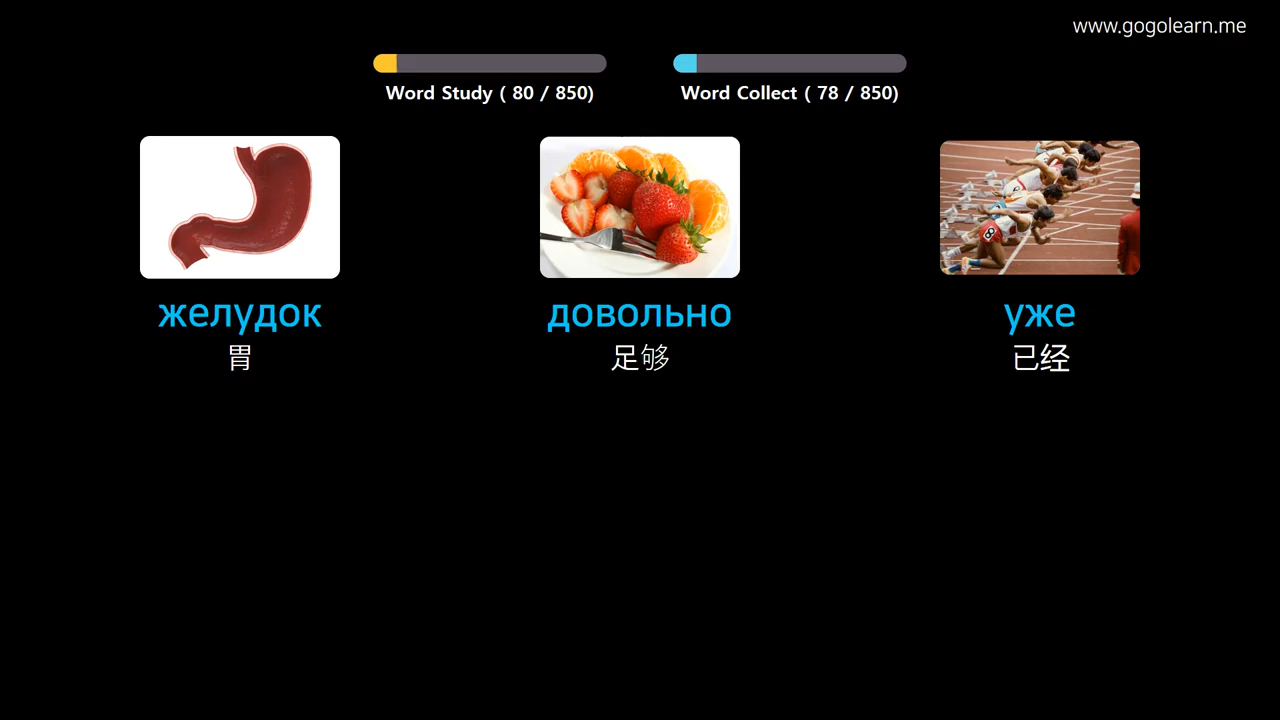 www.gogolearn.me
Word Study ( 80 / 850)
Word Collect ( 78 / 850)
желудок
довольно
уже
胃
足够
已经